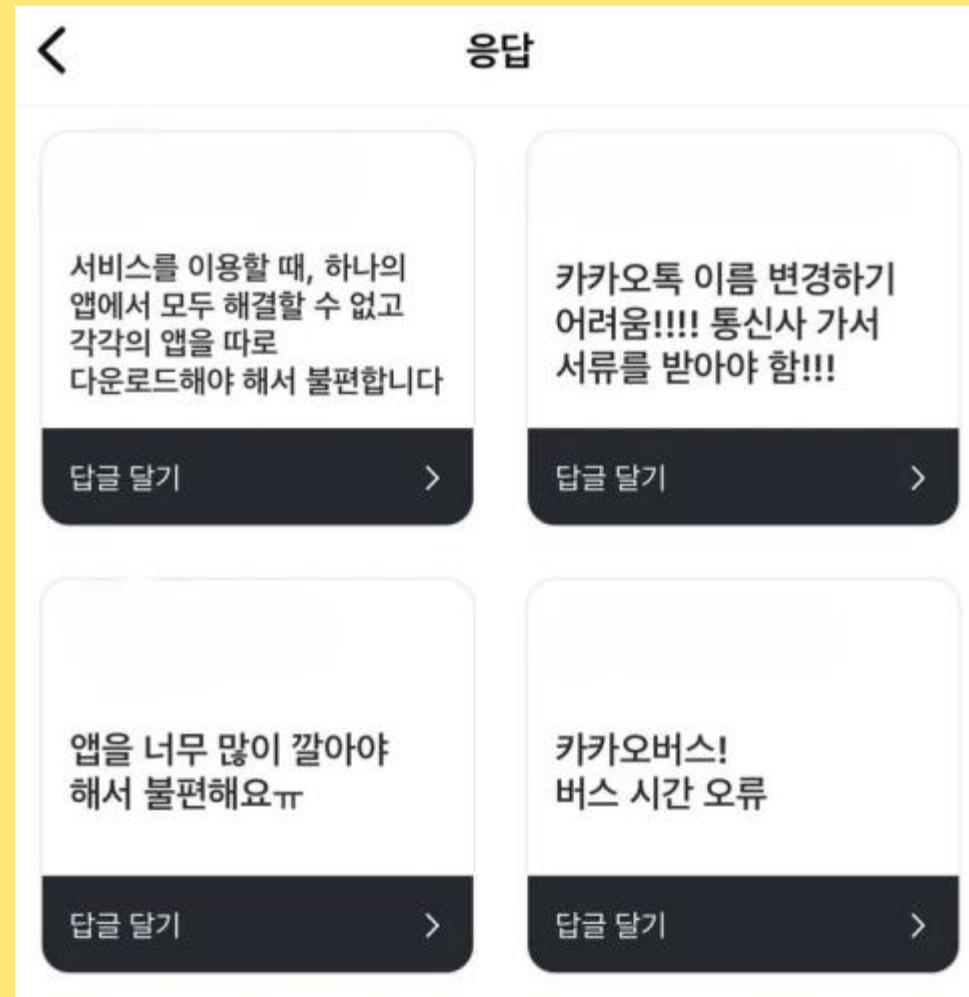 응답
서비스를 이용할 때, 하나의
앱에서 모두 해결할 수 없고
각각의 앱을 따로
다운로드해야 해서 불편합니다
답글 달기
카카오톡 이름 변경하기
어려움!!!! 통신사 가서
서류를 받아야 함!!!
답글 달기
앱을 너무 많이 깔아야
해서 불편해요ㅠ
답글 달기
카카오버스!
버스 시간 오류
답글 달기